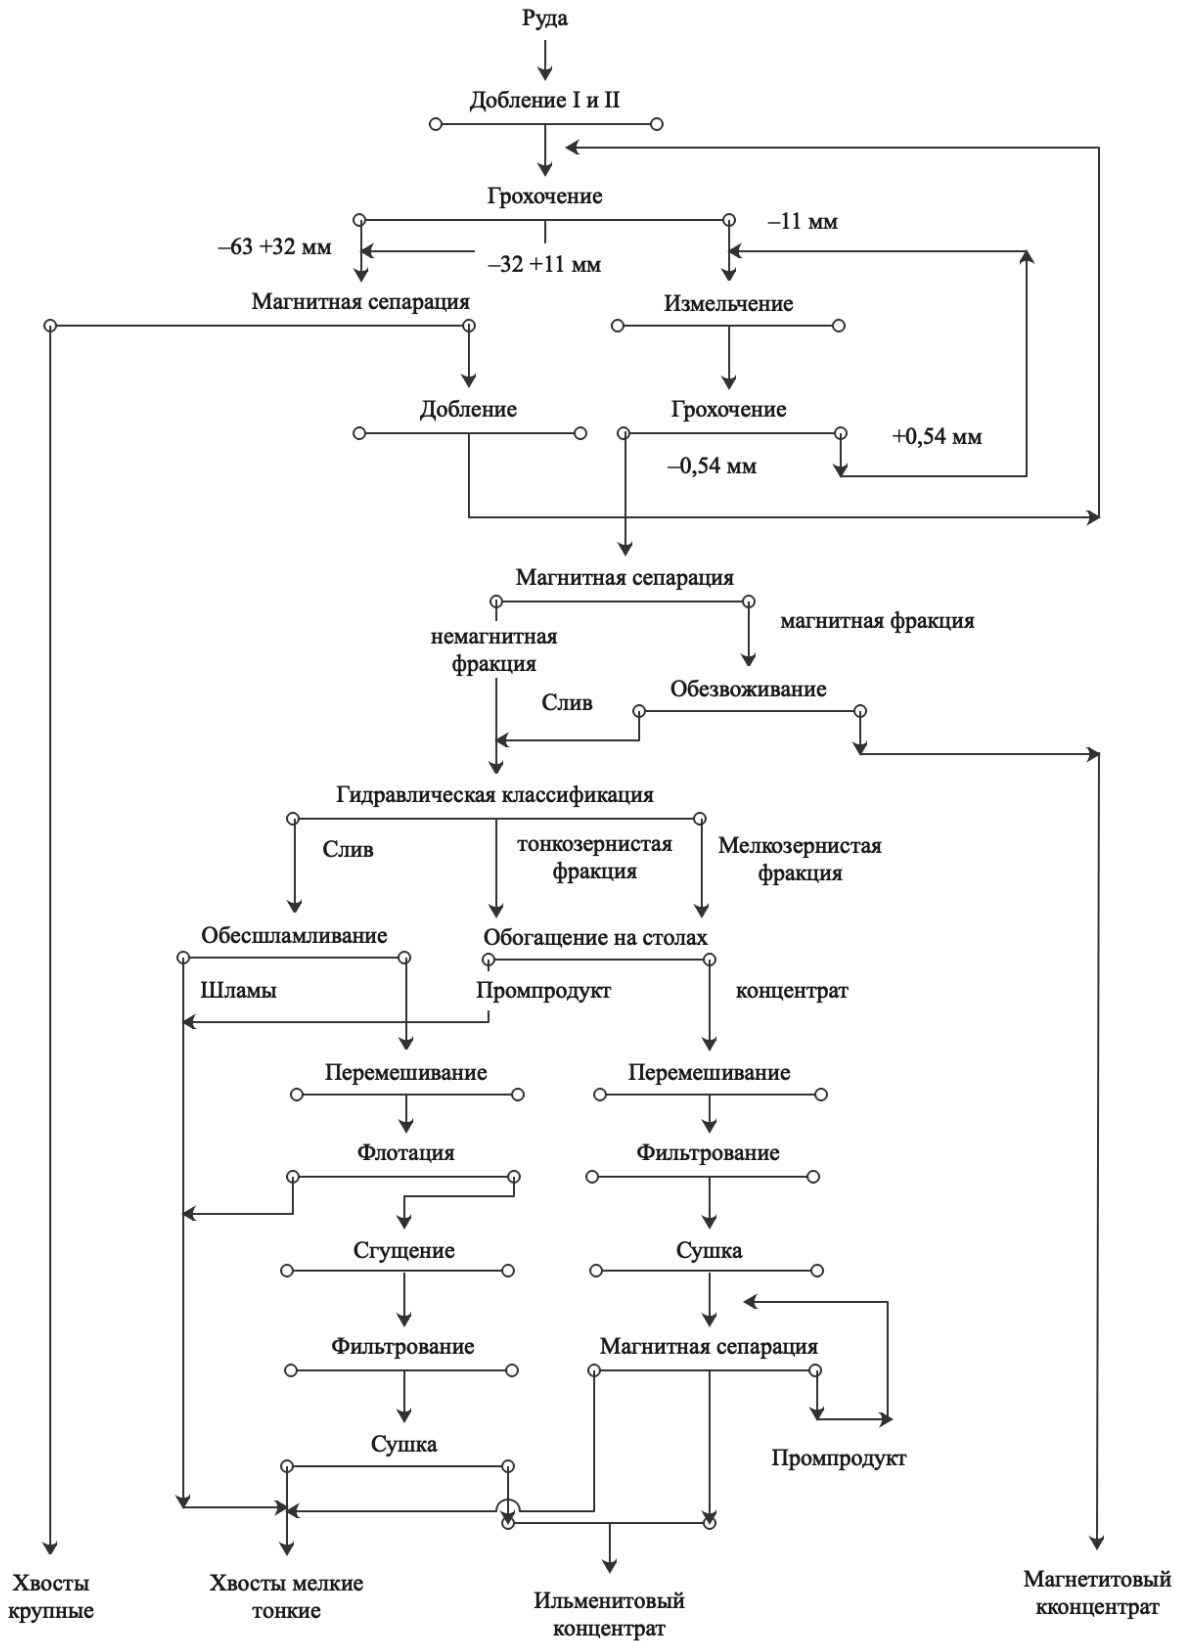 Руда
Добление I и II
Грохочение
–11 мм
–63 +32 мм
–32 +11 мм
Магнитная сепарация
Измельчение
Добление
Грохочение
+0,54 мм
–0,54 мм
Магнитная сепарация
магнитная фракция
немагнитная
фракция
Обезвоживание
Слив
Гидравлическая классификация
Слив
тонкозернистая
фракция
Мелкозернистая
фракция
Обесшламливание
Обогащение на столах
Шламы
Промпродукт
концентрат
Перемешивание
Перемешивание
Флотация
Фильтрование
Сгущение
Сушка
Фильтрование
Магнитная сепарация
Сушка
Промпродукт
Хвосты
крупные
Хвосты мелкие
тонкие
Ильменитовый
концентрат
Магнетитовый
кконцентрат